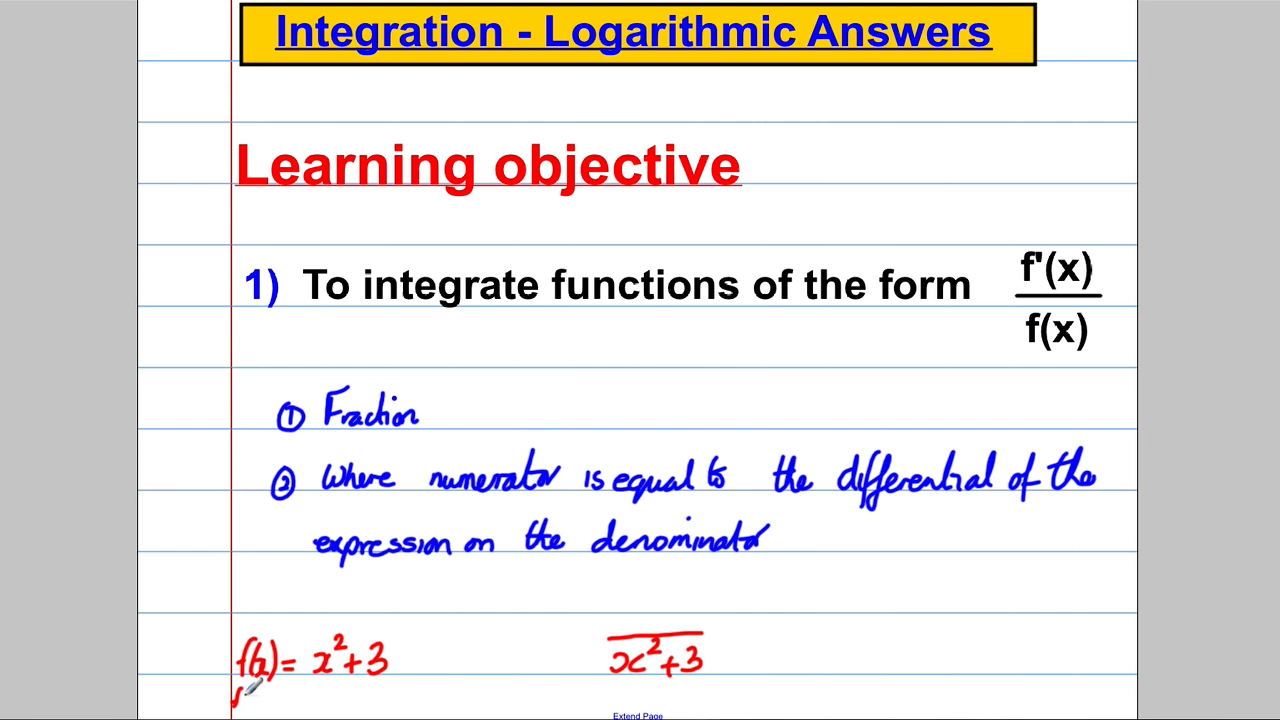 Integration - Logarithmic Answers
Learning objective
1) To integrate functions of the form f'(x)
f(x)
① Fraction
② Where numerator is equal to the differential of the
expression on the denominator
f(x) = x²+3
x²+3
Extend Page